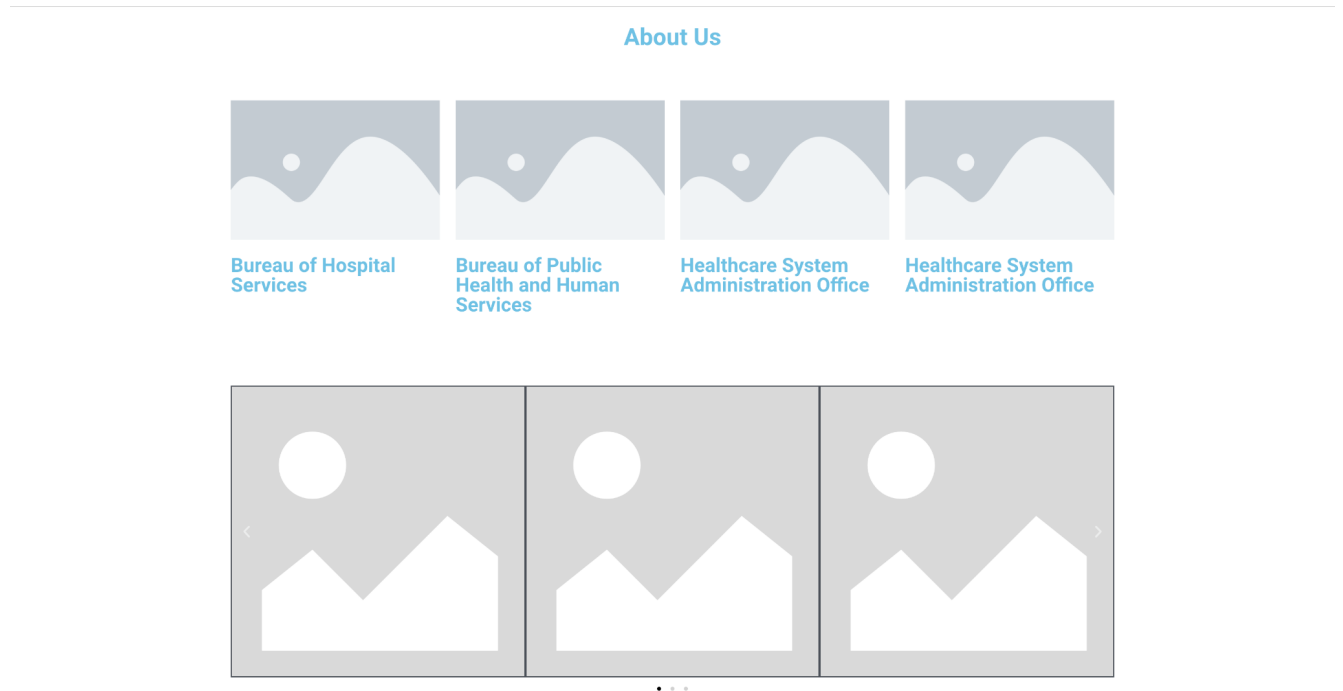 About Us
Bureau of Hospital
Services
Bureau of Public
Health and Human
Services
Healthcare System
Administration Office
Healthcare System
Administration Office